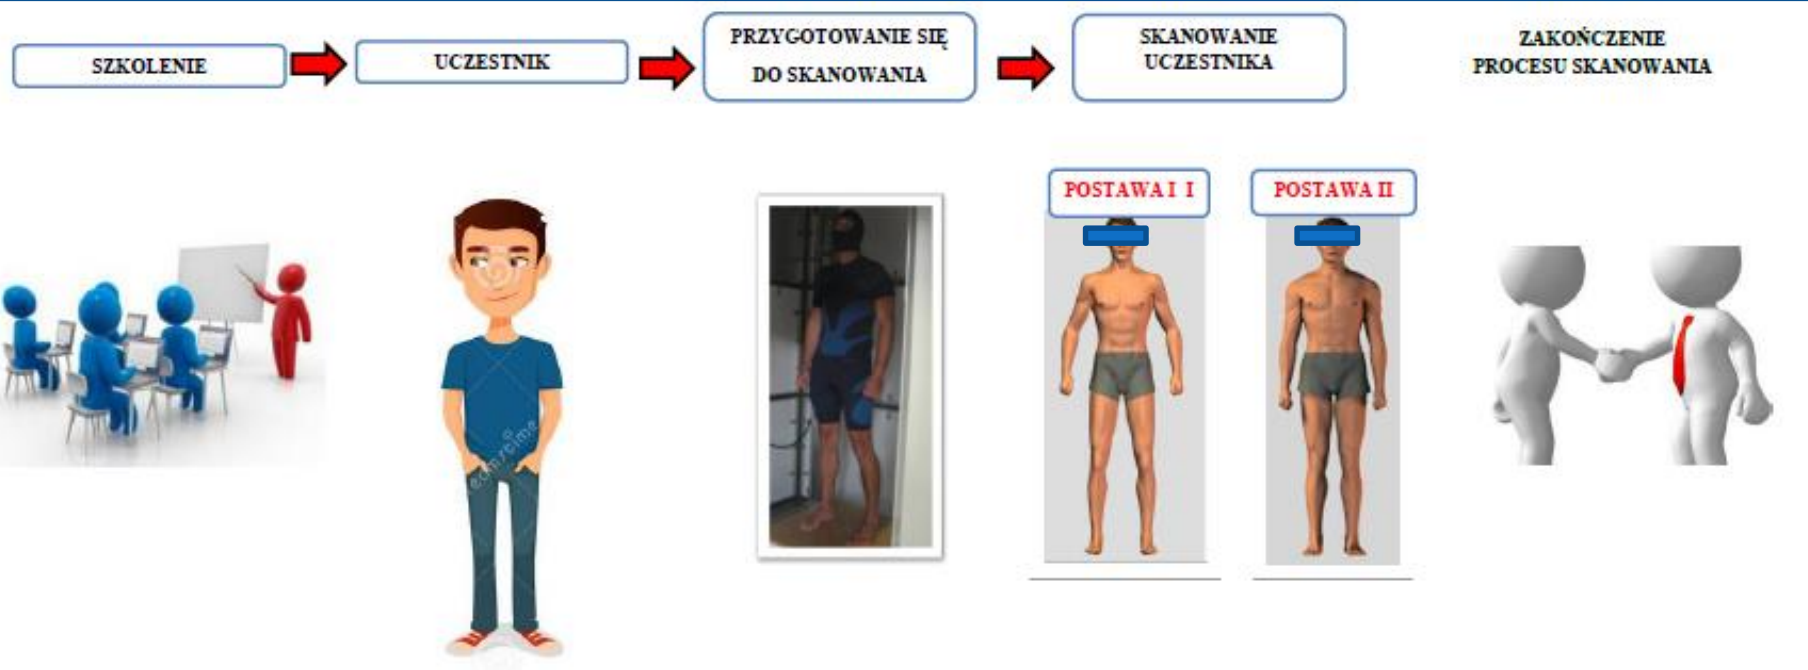 SZKOLENIE
UCZESTNIK
PRZYGOTOWANIE SIĘ
DO SKANOWANIA
SKANOWANIE
UCZESTNIKA
ZAKOŃCZENIE
PROCESU SKANOWANIA
POSTAWA I I
POSTAWA II